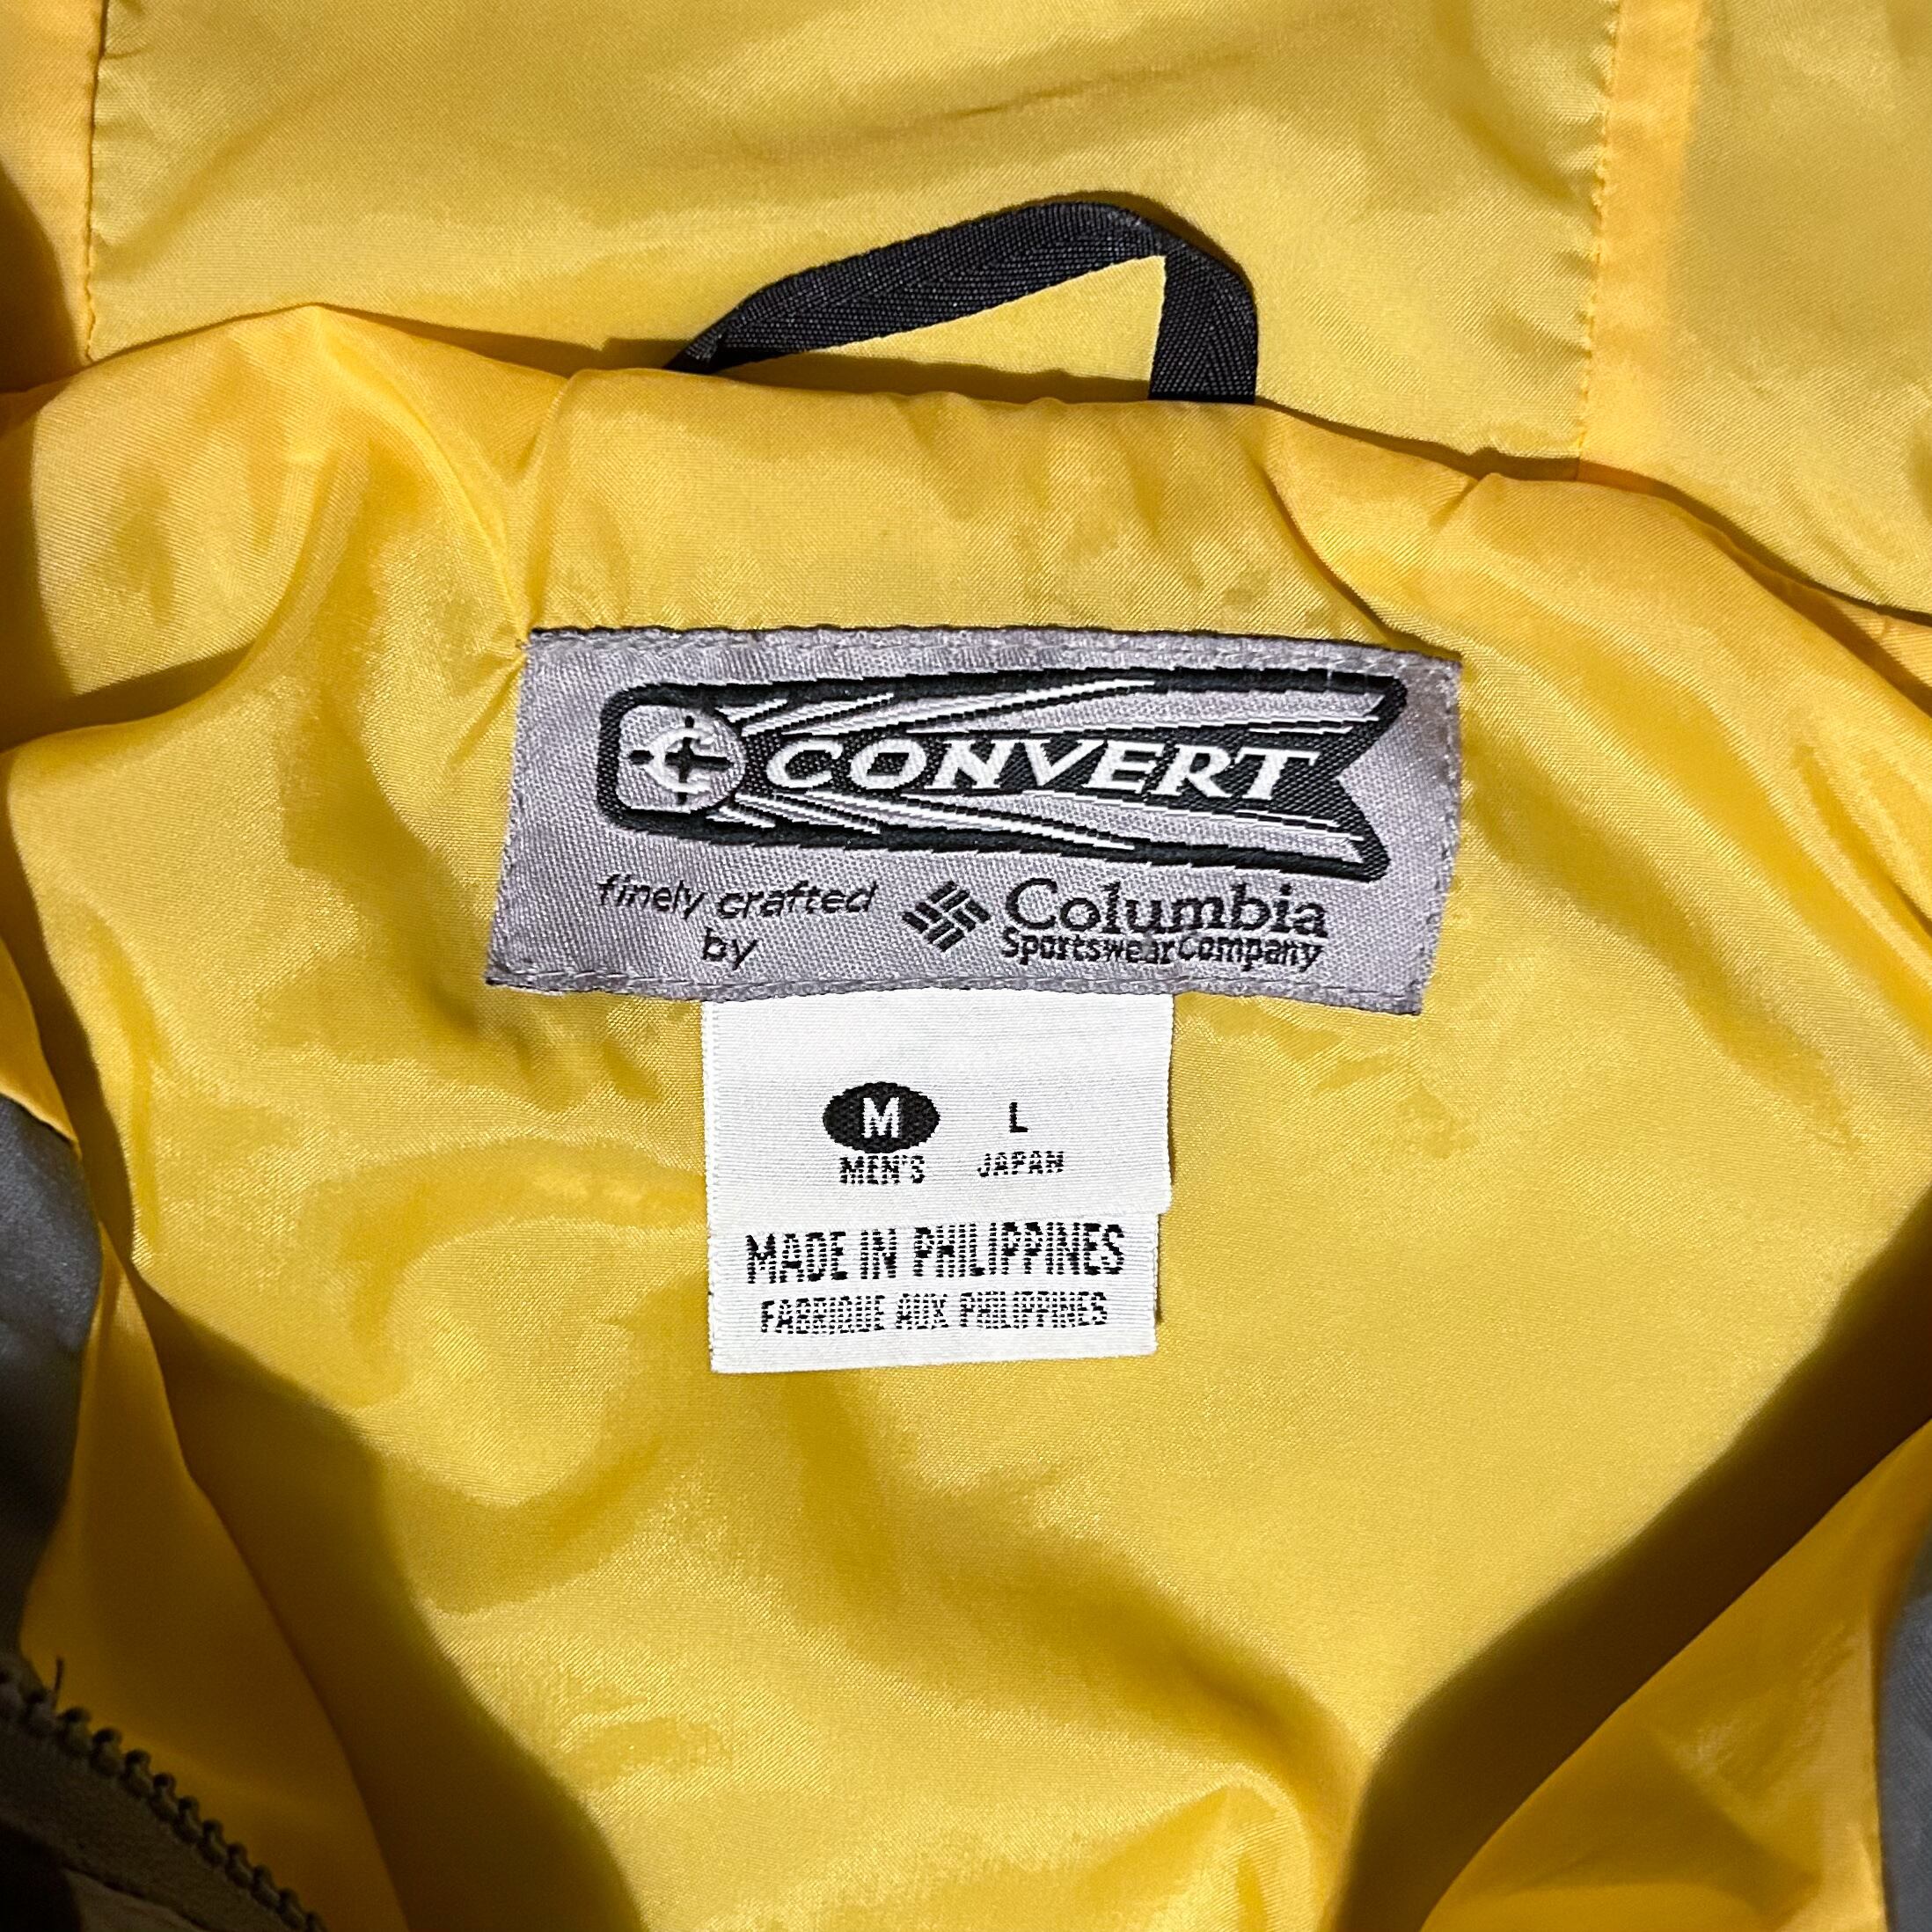 C CONVERT
finely crafted
by
Columbia
Sportswear Company
M L
MEN'S JAPAN
MADE IN PHILIPPINES
FABRIQUE AUX PHILIPPINES